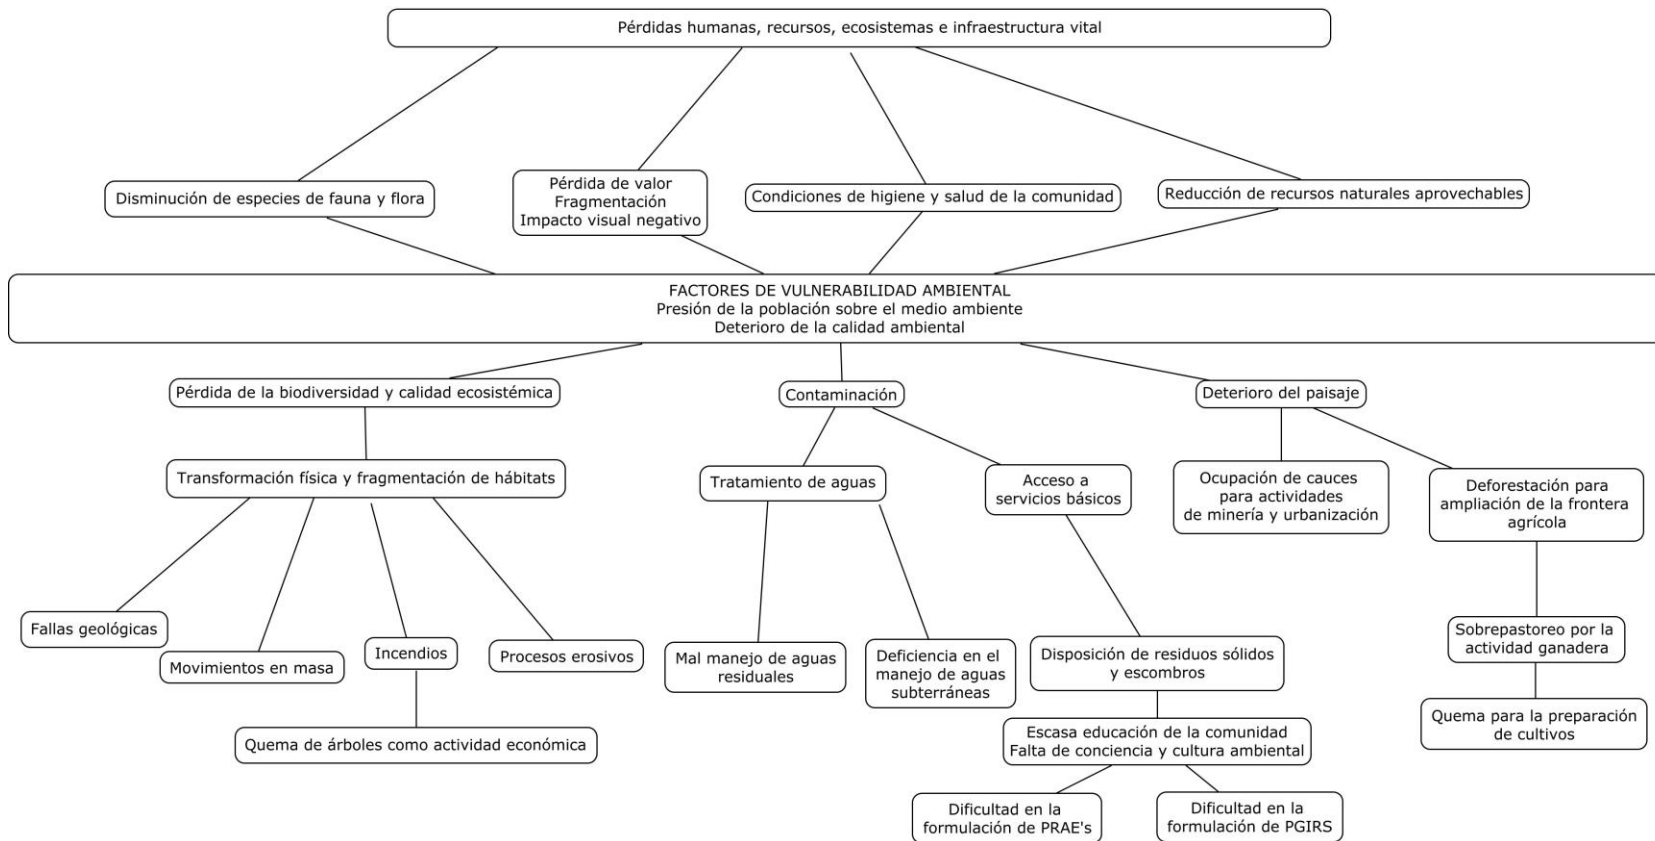 Pérdidas humanas, recursos, ecosistemas e infraestructura vital
Disminución de especies de fauna y flora
Pérdida de valor
Fragmentación
Impacto visual negativo
Condiciones de higiene y salud de la comunidad
Reducción de recursos naturales aprovechables
FACTORES DE VULNERABILIDAD AMBIENTAL
Presión de la población sobre el medio ambiente
Deterioro de la calidad ambiental
Pérdida de la biodiversidad y calidad ecosistémica
Contaminación
Deterioro del paisaje
Transformación física y fragmentación de hábitats
Tratamiento de aguas
Acceso a
servicios básicos
Ocupación de cauces
para actividades
de minería y urbanización
Deforestación para
ampliación de la frontera
agrícola
Fallas geológicas
Movimientos en masa
Incendios
Procesos erosivos
Mal manejo de aguas
residuales
Deficiencia en el
manejo de aguas
subterráneas
Disposición de residuos sólidos
y escombros
Sobrepastoreo por la
actividad ganadera
Quema de árboles como actividad económica
Escasa educación de la comunidad
Falta de conciencia y cultura ambiental
Quema para la preparación
de cultivos
Dificultad en la
formulación de PRAE's
Dificultad en la
formulación de PGIRS